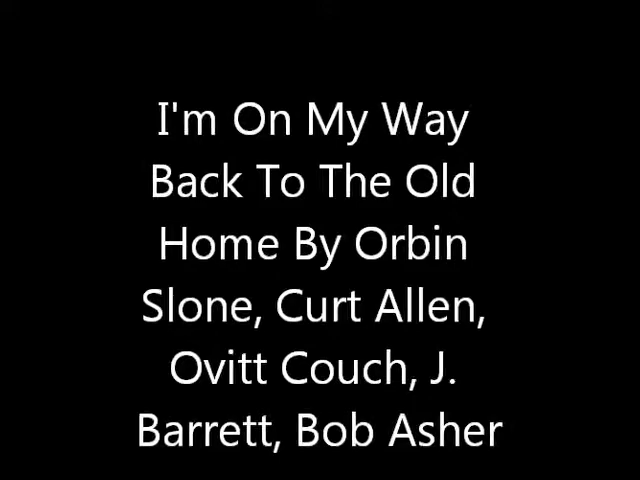 I'm On My Way
Back To The Old
Home By Orbin
Slone, Curt Allen,
Ovitt Couch, J.
Barrett, Bob Asher